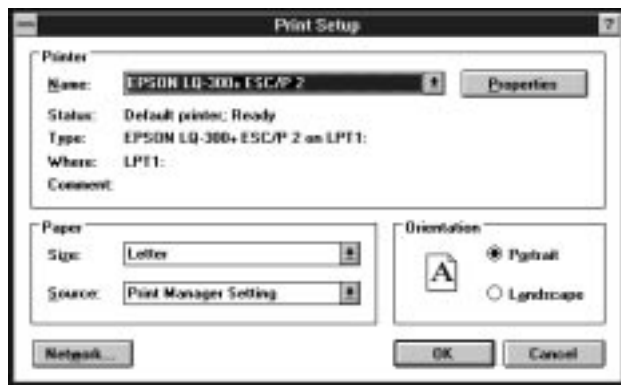 Print Setup
?
Printer
Name: EPSON LQ-300+ ESC/P 2
Properties
Status: Default printer; Ready
Type: EPSON LQ-300+ ESC/P 2 on LPT1:
Where: LPT1:
Comment:
Paper
Size: Letter
Source: Print Manager Setting
Orientation
A
Portrait
Landscape
Network...
OK
Cancel